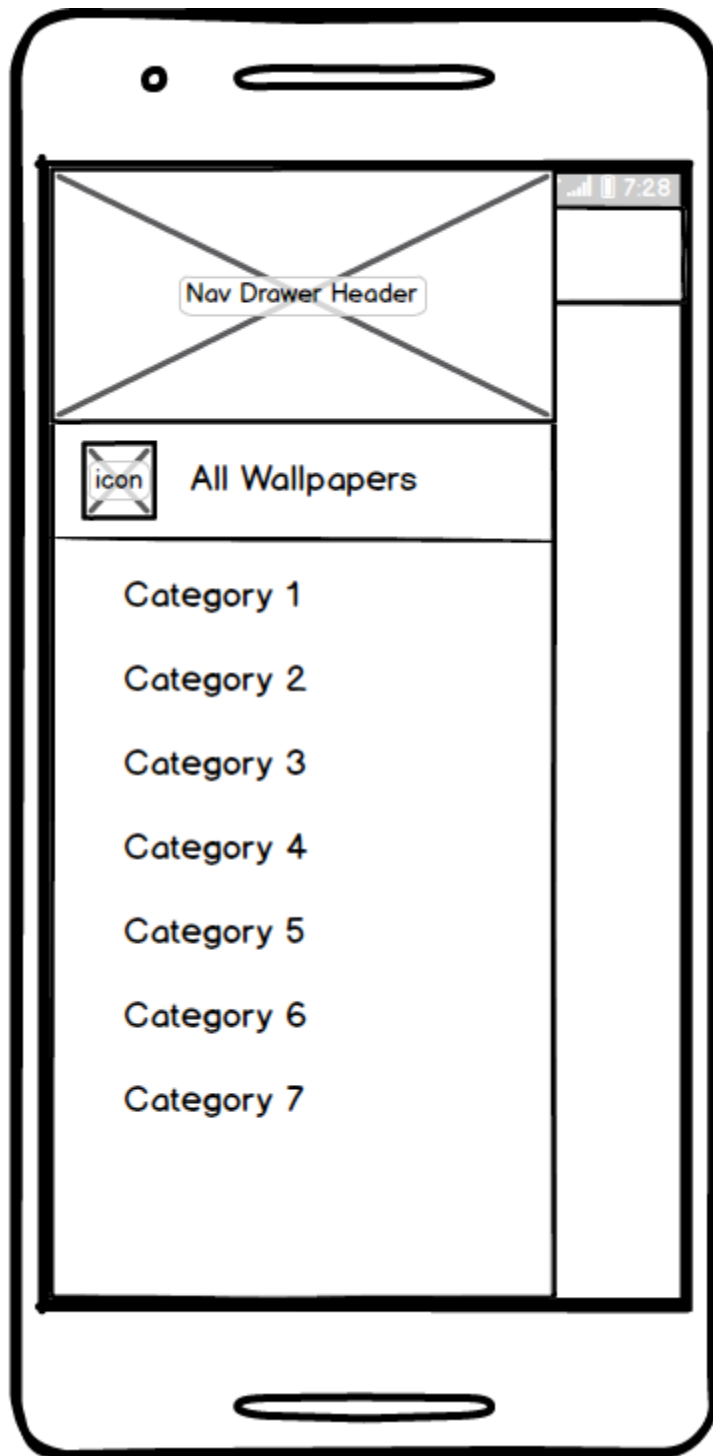 7:28
Nav Drawer Header
icon
All Wallpapers
Category 1
Category 2
Category 3
Category 4
Category 5
Category 6
Category 7